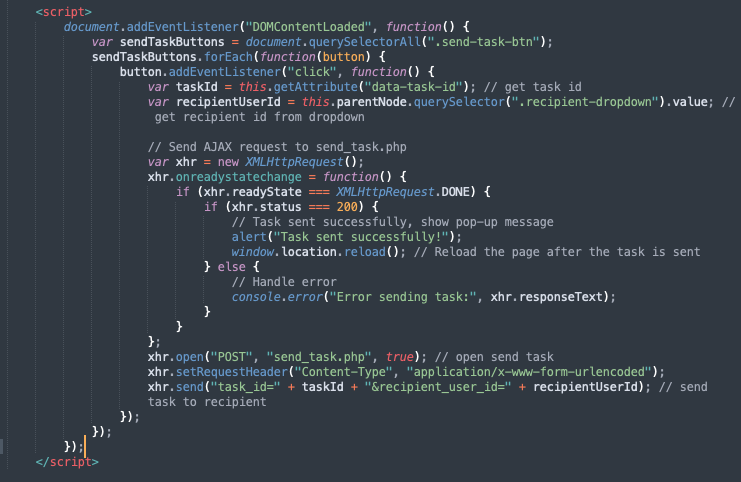 <script>
document.addEventListener("DOMContentLoaded", function() {
var sendTaskButtons = document.querySelectorAll(".send-task-btn");
sendTaskButtons.forEach(function(button) {
button.addEventListener("click", function() {
var taskId = this.getAttribute("data-task-id"); // get task id
var recipientUserId = this.parentNode.querySelector(".recipient-dropdown").value; //
get recipient id from dropdown
// Send AJAX request to send_task.php
var xhr = new XMLHttpRequest();
xhr.onreadystatechange = function() {
if (xhr.readyState === XMLHttpRequest.DONE) {
if (xhr.status === 200) {
// Task sent successfully, show pop-up message
alert("Task sent successfully!");
window.location.reload(); // Reload the page after the task is sent
} else {
// Handle error
console.error("Error sending task:", xhr.responseText);
}
}
};
xhr.open("POST", "send_task.php", true); // open send task
xhr.setRequestHeader("Content-Type", "application/x-www-form-urlencoded");
xhr.send("task_id=" + taskId + "&recipient_user_id=" + recipientUserId); // send
task to recipient
});
});
});
</script>